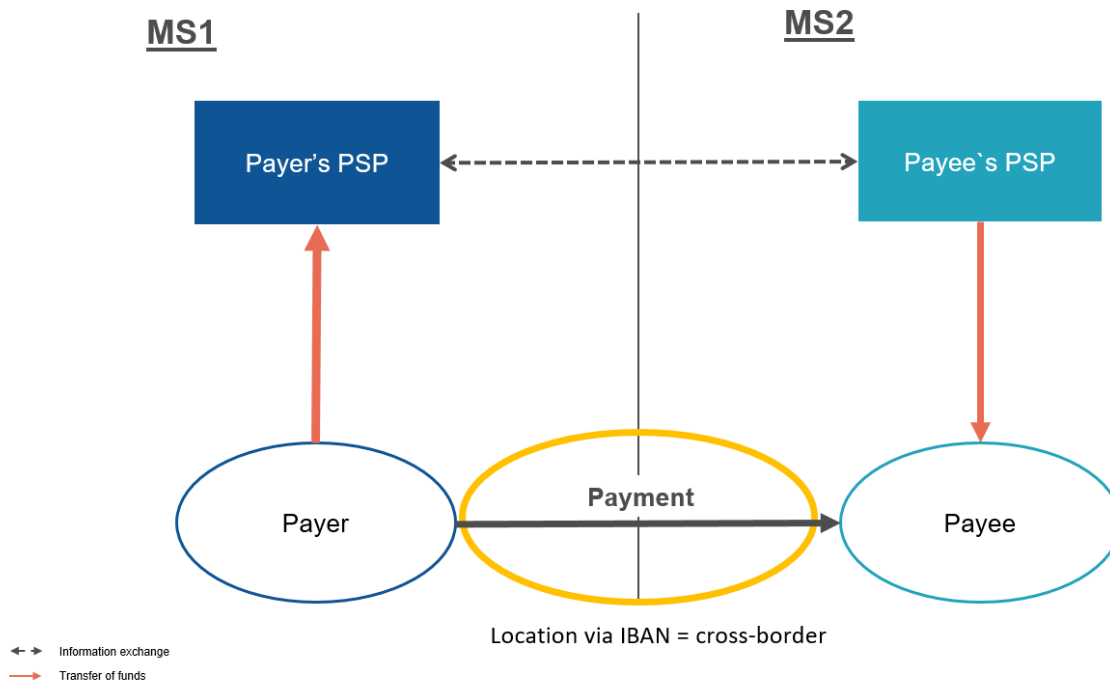 MS1
MS2
Payer’s PSP
Payee`s PSP
Payment
Payer
Payee
Location via IBAN = cross-border
Information exchange
Transfer of funds